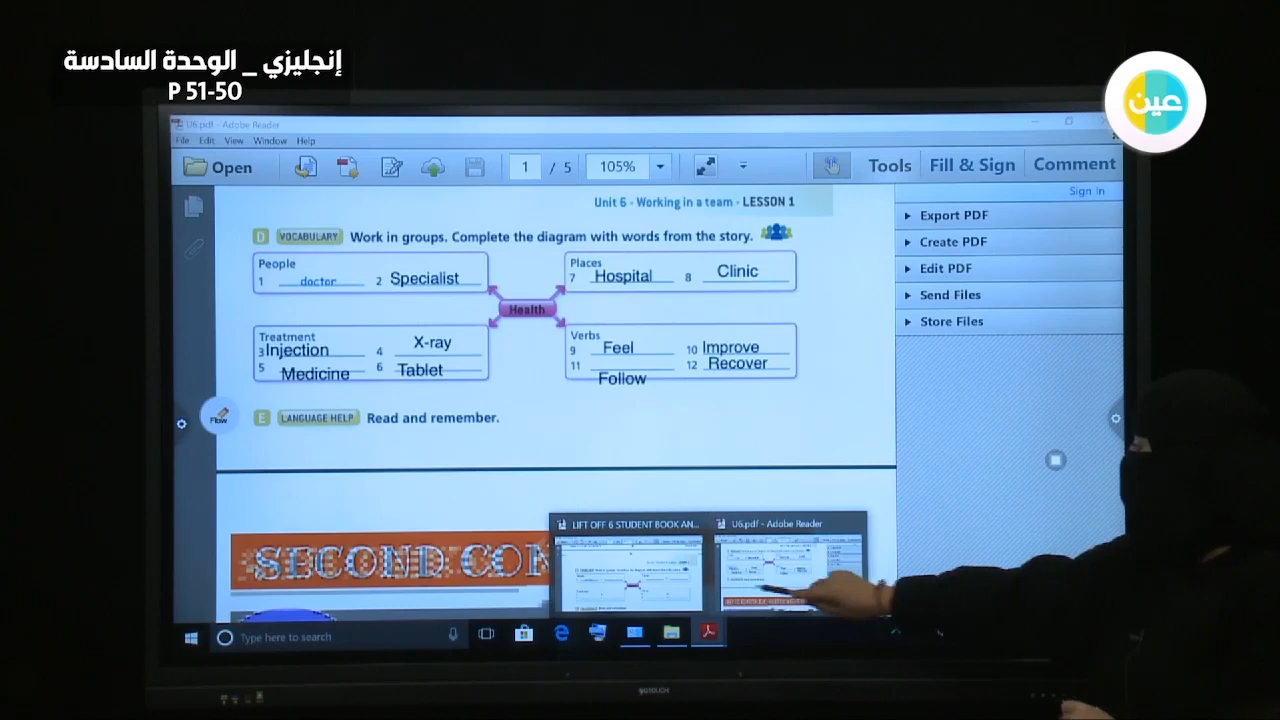 إنجليزي _ الوحدة السادسة
P 51-50
عين
U6.pdf - Adobe Reader
File Edit View Window Help
Open 1 / 5 105% Tools Fill & Sign Comment
Sign In
Export PDF
Create PDF
Edit PDF
Send Files
Store Files
Unit 6 - Working in a team - LESSON 1
D VOCABULARY Work in groups. Complete the diagram with words from the story.
People
1 doctor 2 Specialist
Places
7 Hospital 8 Clinic
Health
Treatment
3 Injection 4 X-ray
5 Medicine 6 Tablet
Verbs
9 Feel 10 Improve
11 Follow 12 Recover
Flow
E LANGUAGE HELP Read and remember.
SECOND CON
LIFT OFF 6 STUDENT BOOK AN... U6.pdf - Adobe Reader
Type here to search